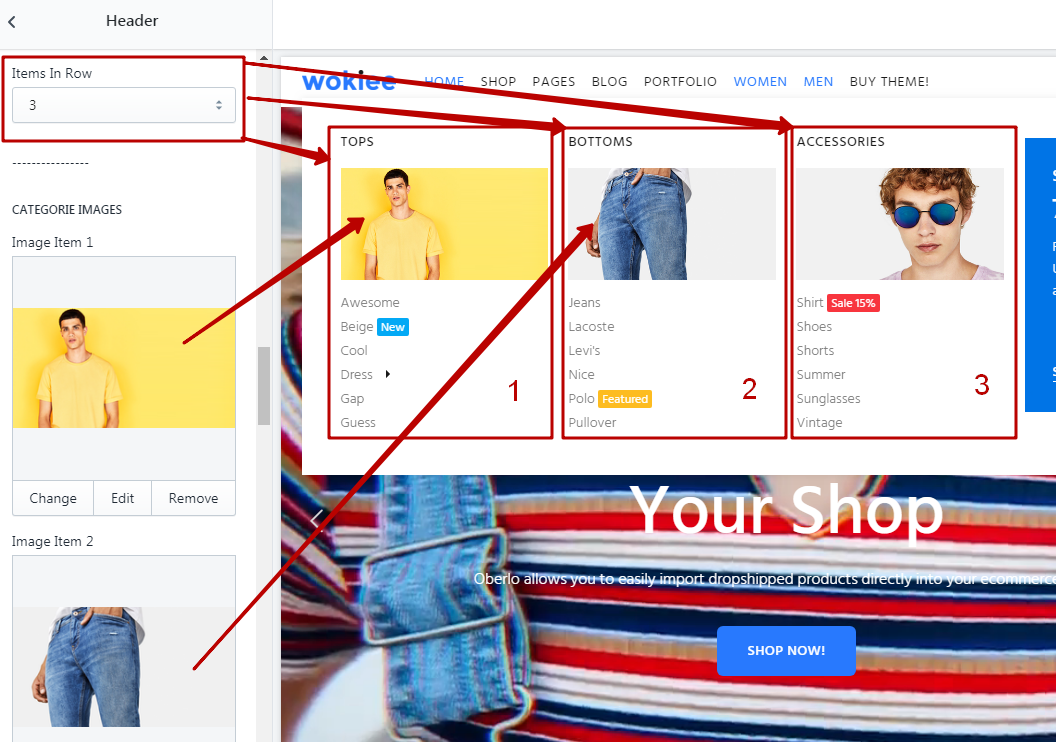 Header
Items In Row
3
----------------
CATEGORIE IMAGES
Image Item 1
Change Edit Remove
Image Item 2
wokiee HOME SHOP PAGES BLOG PORTFOLIO WOMEN MEN BUY THEME!
TOPS
Awesome
Beige New
Cool
Dress
Gap
Guess
1
BOTTOMS
Jeans
Lacoste
Levi's
Nice
Polo Featured
Pullover
2
ACCESSORIES
Shirt Sale 15%
Shoes
Shorts
Summer
Sunglasses
Vintage
3
Your Shop
Oberlo allows you to easily import dropshipped products directly into your ecommerce
SHOP NOW!